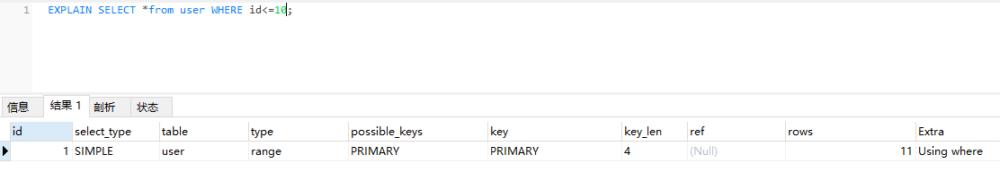 1 EXPLAIN SELECT *from user WHERE id<=10;
信息 结果 1 剖析 状态
id select_type table type possible_keys key key_len ref rows Extra
1 SIMPLE user range PRIMARY PRIMARY 4 (Null) 11 Using where